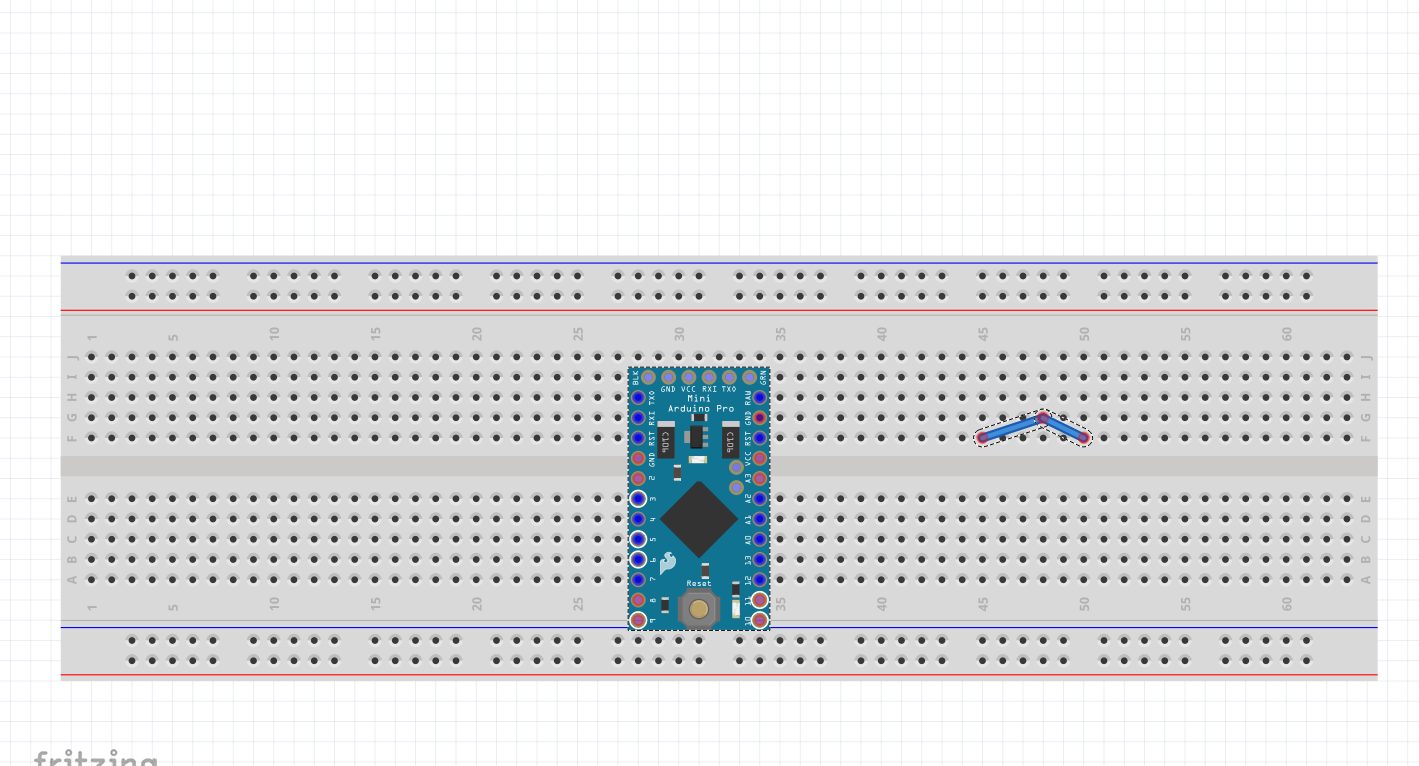 1 5 10 15 20 25 30 35 40 45 50 55 60
J J
I I
H H
G G
F F
E E
D D
C C
B B
A A
BLK GRN
GND VCC RXI TXO
Mini
Arduino Pro
TXO RAW
RXI GND
RST RST
GND VCC
2 A3
3 A2
4 A1
5 A0
6 13
7 12
8 11
9 10
C106 C106
Reset
1 5 10 15 20 25 35 40 45 50 55 60
fritzing